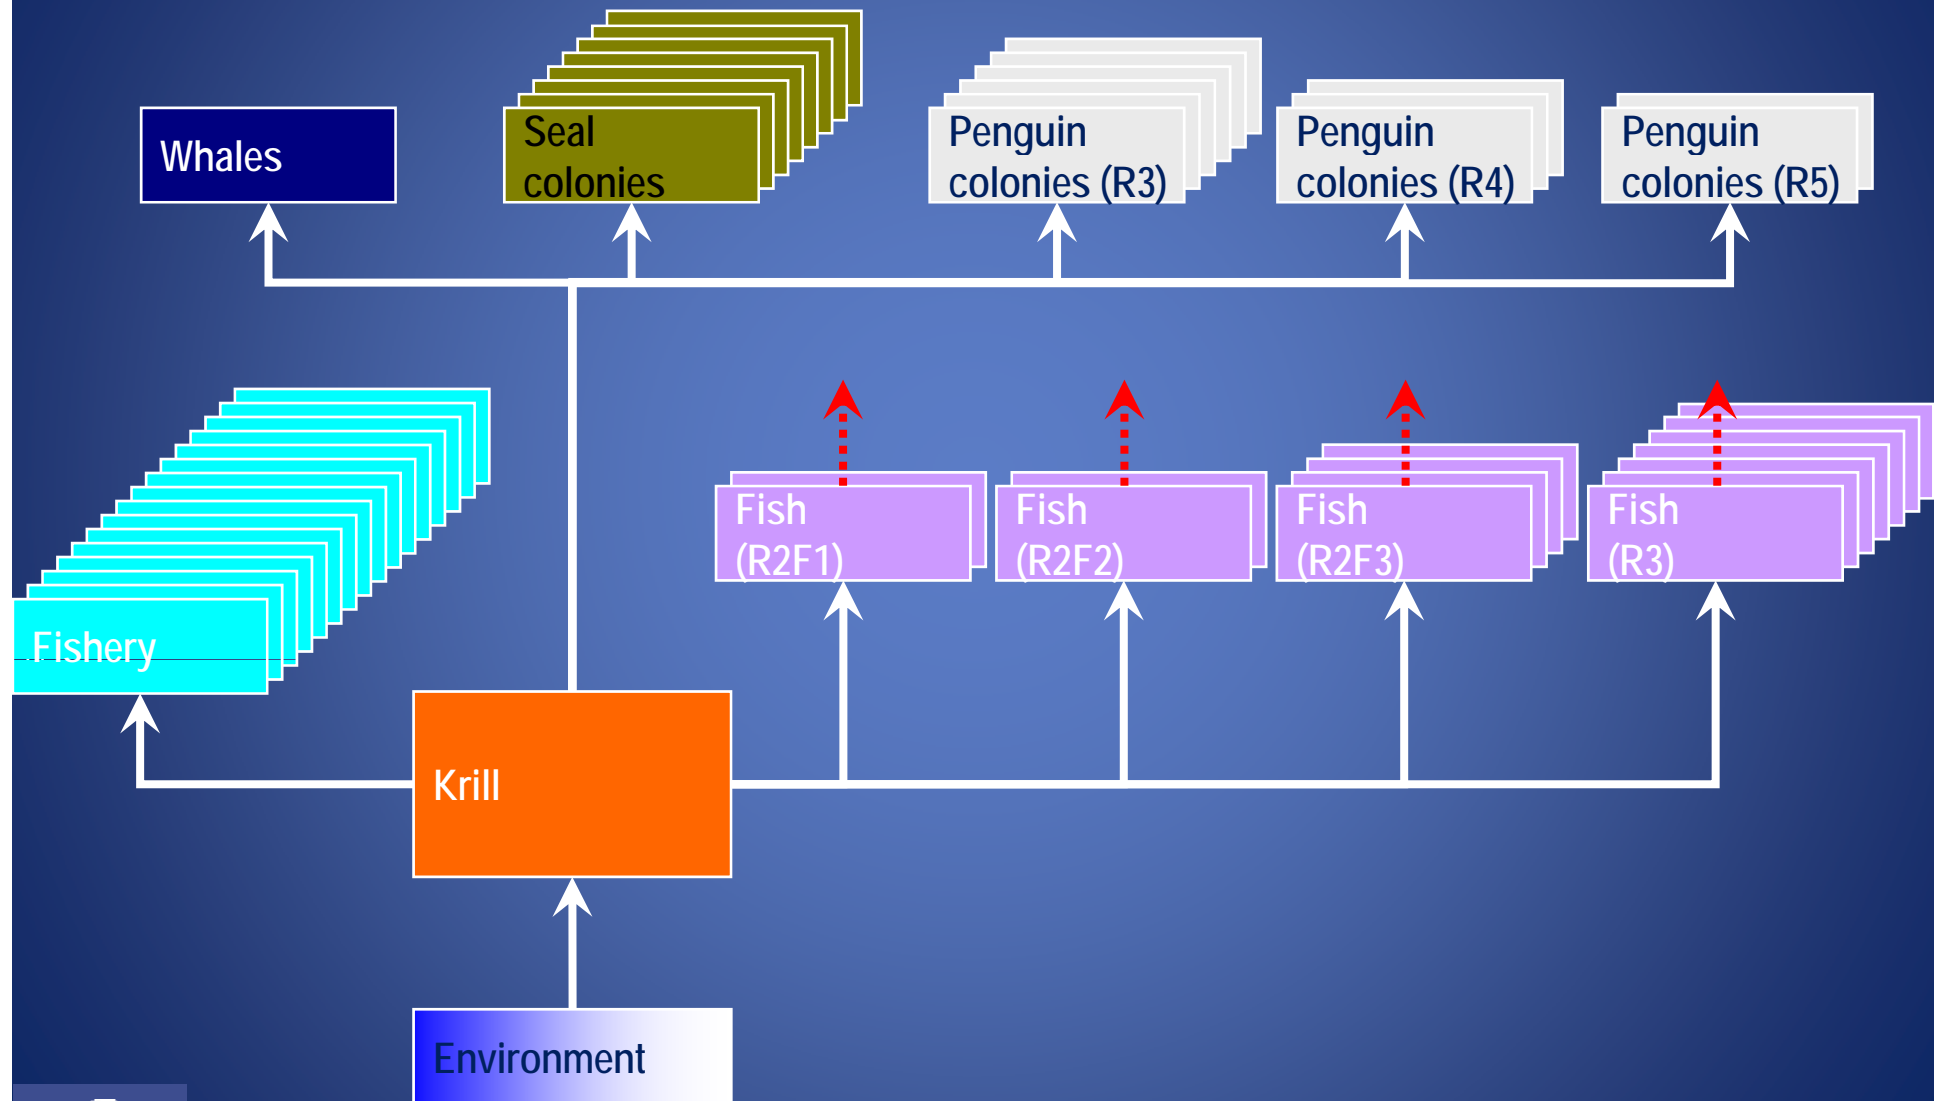 Whales
Seal
colonies
Penguin
colonies (R3)
Penguin
colonies (R4)
Penguin
colonies (R5)
Fish
(R2F1)
Fish
(R2F2)
Fish
(R2F3)
Fish
(R3)
Fishery
Krill
Environment